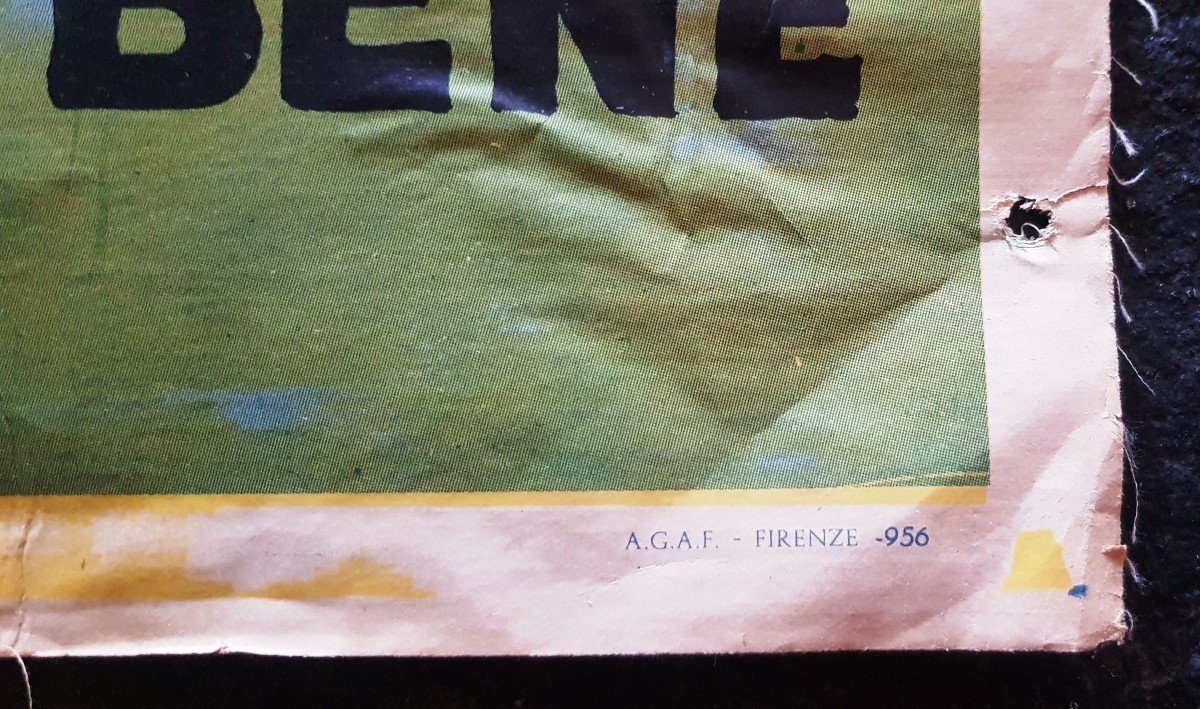 BENE
A.G.A.F. - FIRENZE -956